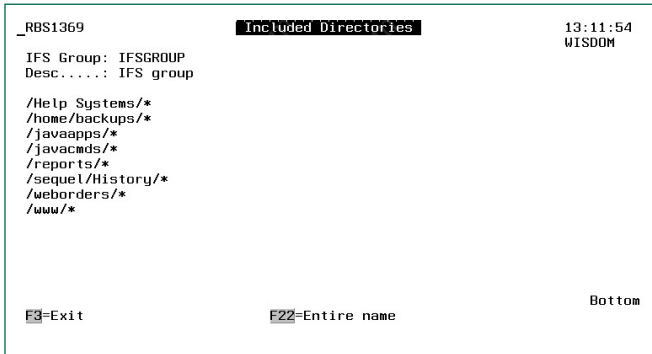 _RBS1369 Included Directories 13:11:54
WISDOM
IFS Group: IFSGROUP
Desc.....: IFS group
/Help Systems/*
/home/backups/*
/javaapps/*
/javacmds/*
/reports/*
/sequel/History/*
/weborders/*
/www/*
Bottom
F3=Exit F22=Entire name